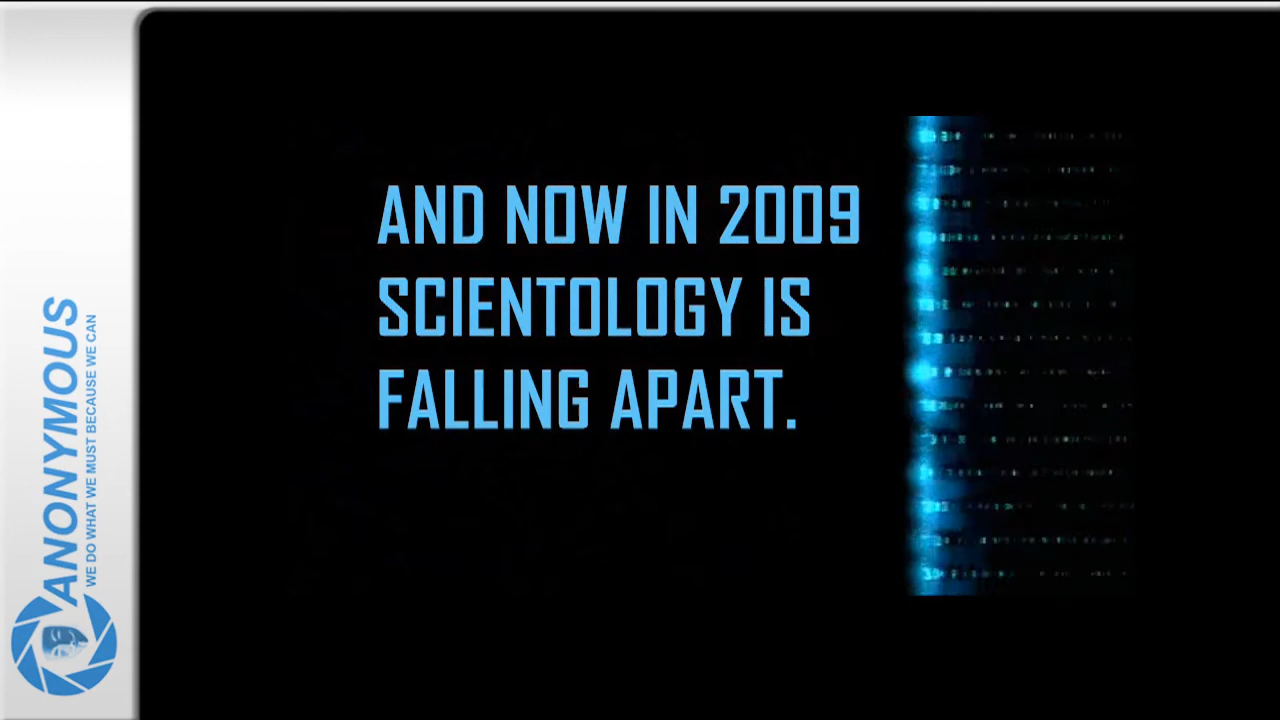 AND NOW IN 2009
SCIENTOLOGY IS
FALLING APART.
ANONYMOUS
WE DO WHAT WE MUST BECAUSE WE CAN